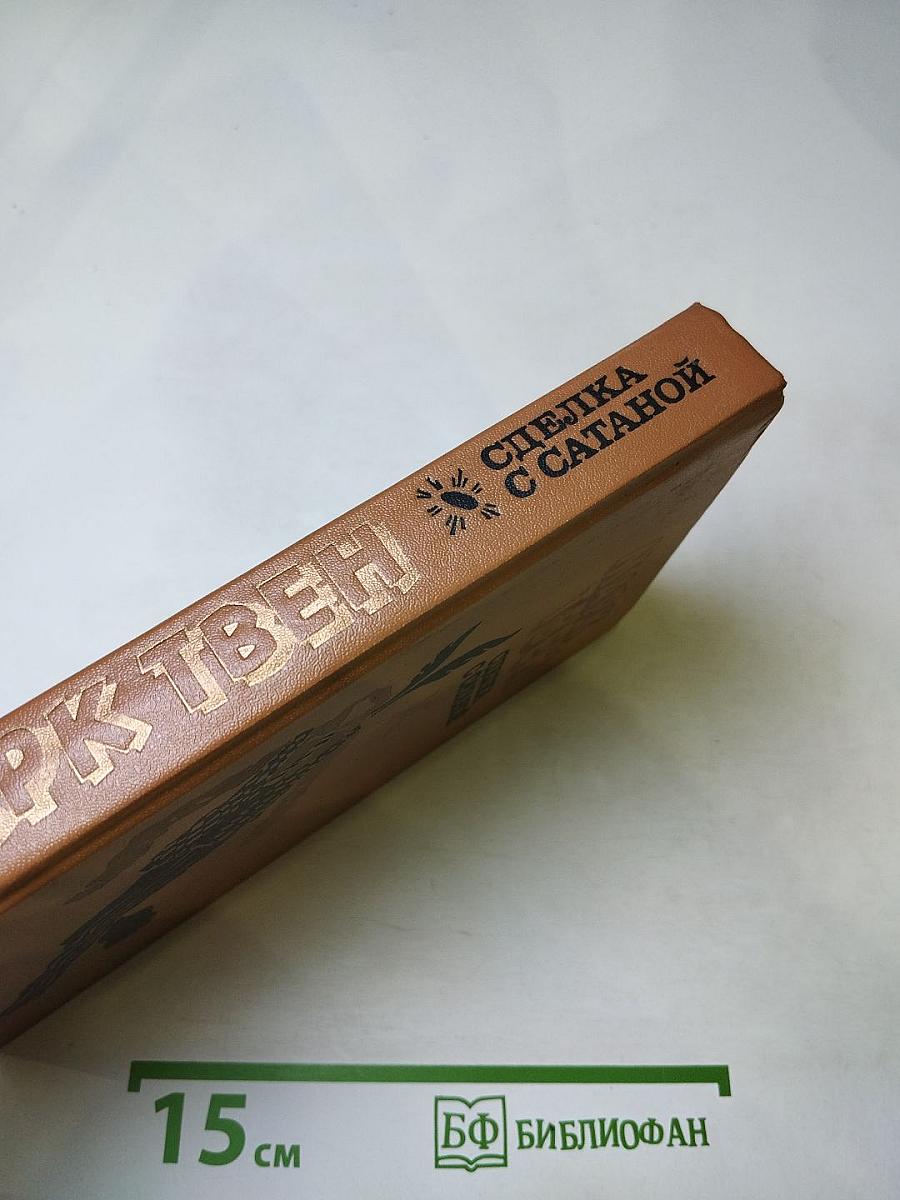 РК ТВЕН
СДЕЛКА
С САТАНОЙ
15 см
БФ БИБЛИОФАН